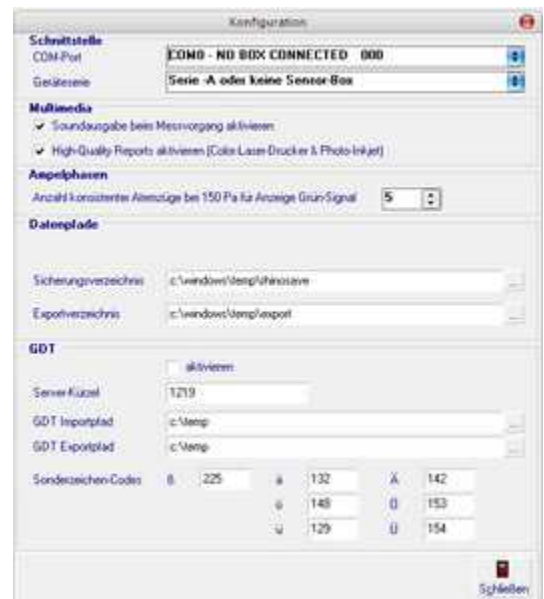 Konfiguration
Schnittstelle
COM-Port COM0 - NO BOX CONNECTED 000
Geräteserie Serie -A oder keine Sensor-Box
Multimedia
Soundausgabe beim Messvorgang aktivieren
High-Quality Reports aktivieren (Color-Laser-Drucker & Photo-Inkjet)
Ampelphasen
Anzahl konsistenter Atemzüge bei 150 Pa für Anzeige Grün-Signal 5
Datenpfade
Sicherungsverzeichnis c:\windows\temp\rhinosave ...
Exportverzeichnis c:\windows\temp\export ...
GDT
aktivieren
Server-Kürzel 1219
GDT Importpfad c:\temp ...
GDT Exportpfad c:\temp ...
Sonderzeichen-Codes ß 225 ä 132 Ä 142
ö 148 Ö 153
ü 129 Ü 154
Schließen